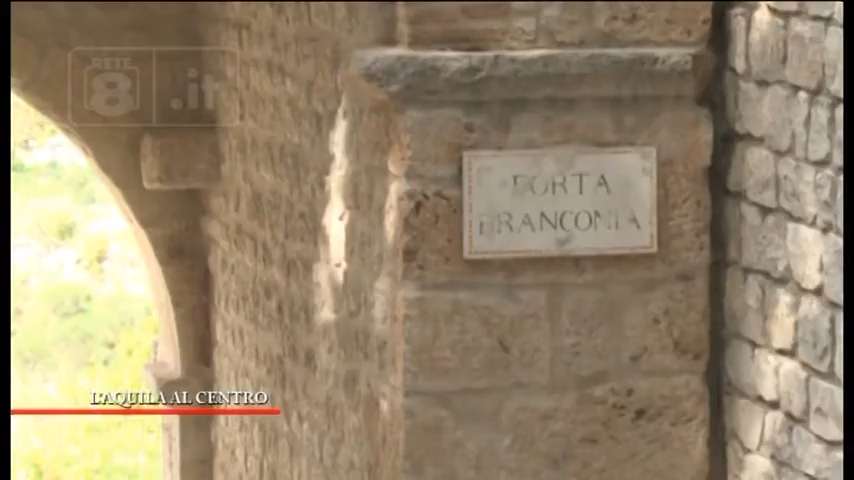 RETE
8 .it
PORTA
BRANCONIA
L'AQUILA AL CENTRO